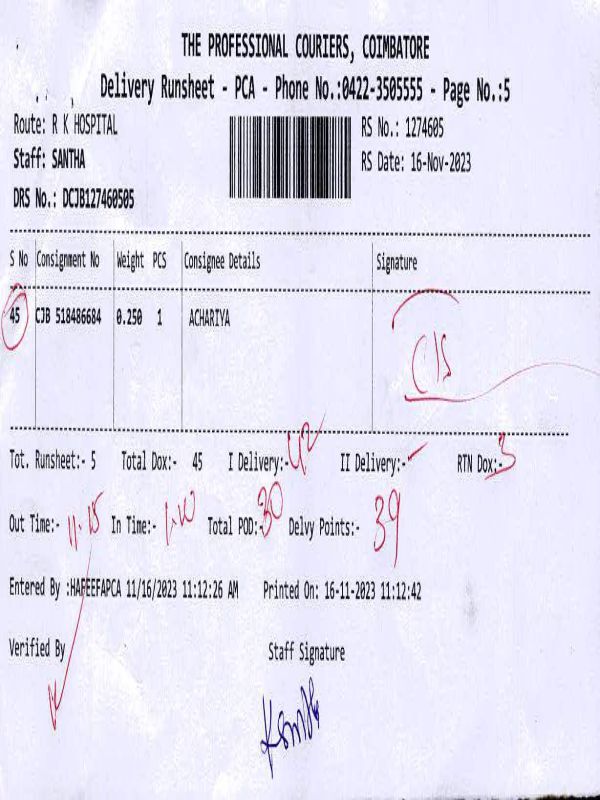 THE PROFESSIONAL COURIERS, COIMBATORE
Delivery Runsheet - PCA - Phone No.:0422-3505555 - Page No.:5
Route: R K HOSPITAL RS No.: 1274605
Staff: SANTHA RS Date: 16-Nov-2023
DRS No.: DCJB127460505
S No Consignment No Weight PCS Consignee Details Signature
45 CJB 518486684 0.250 1 ACHARIYA
Tot. Runsheet:- 5 Total Dox:- 45 I Delivery:- 42 II Delivery:- RTN Dox:- 3
Out Time:- 11.15 In Time:- 1.10 Total POD:- 30 Delvy Points:- 39
Entered By :HAFEEFAPCA 11/16/2023 11:12:26 AM Printed On: 16-11-2023 11:12:42
Verified By Staff Signature